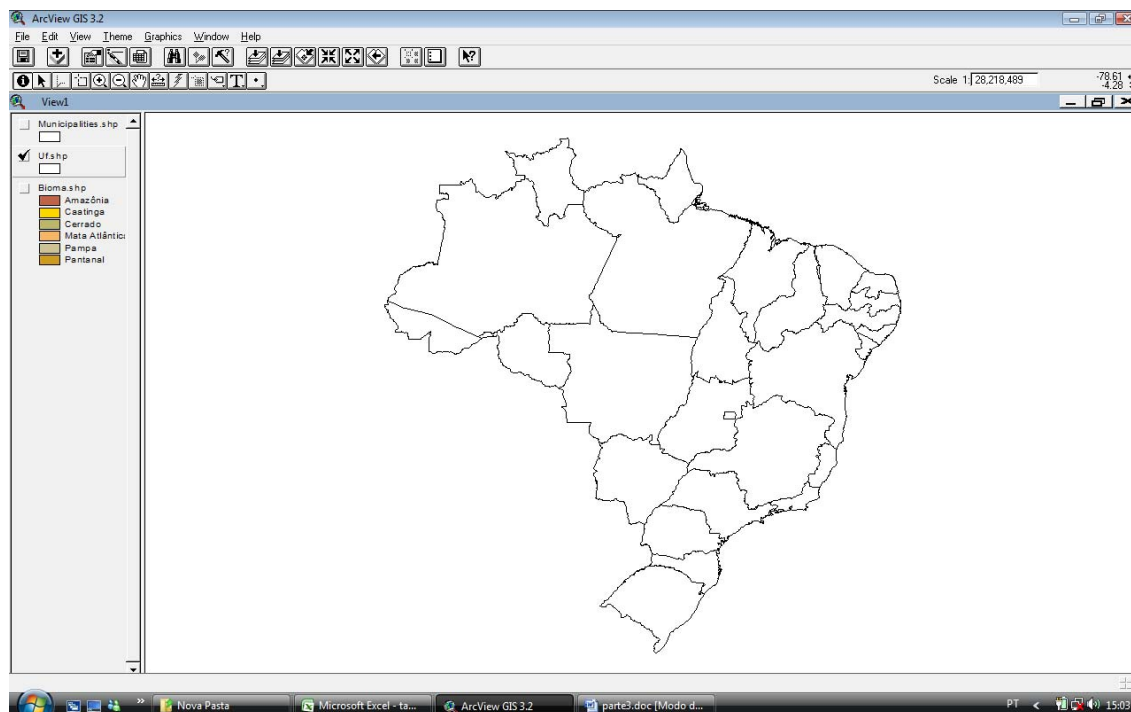 ArcView GIS 3.2
File Edit View Theme Graphics Window Help
Scale 1: 28,218,489
-78.61
-4.28
View1
Municipalities.shp
Uf.shp
Bioma.shp
Amazônia
Caatinga
Cerrado
Mata Atlântic
Pampa
Pantanal
Nova Pasta
Microsoft Excel - ta...
ArcView GIS 3.2
parte3.doc [Modo d...
PT
15:03